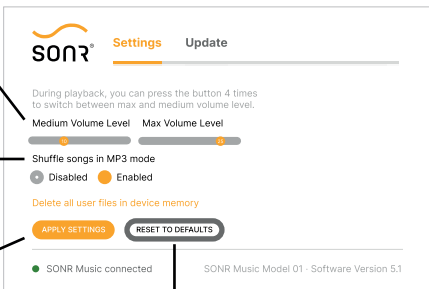 SONR®
Settings Update
During playback, you can press the button 4 times
to switch between max and medium volume level.
Medium Volume Level Max Volume Level
Shuffle songs in MP3 mode
Disabled Enabled
Delete all user files in device memory
APPLY SETTINGS RESET TO DEFAULTS
SONR Music connected SONR Music Model 01 · Software Version 5.1